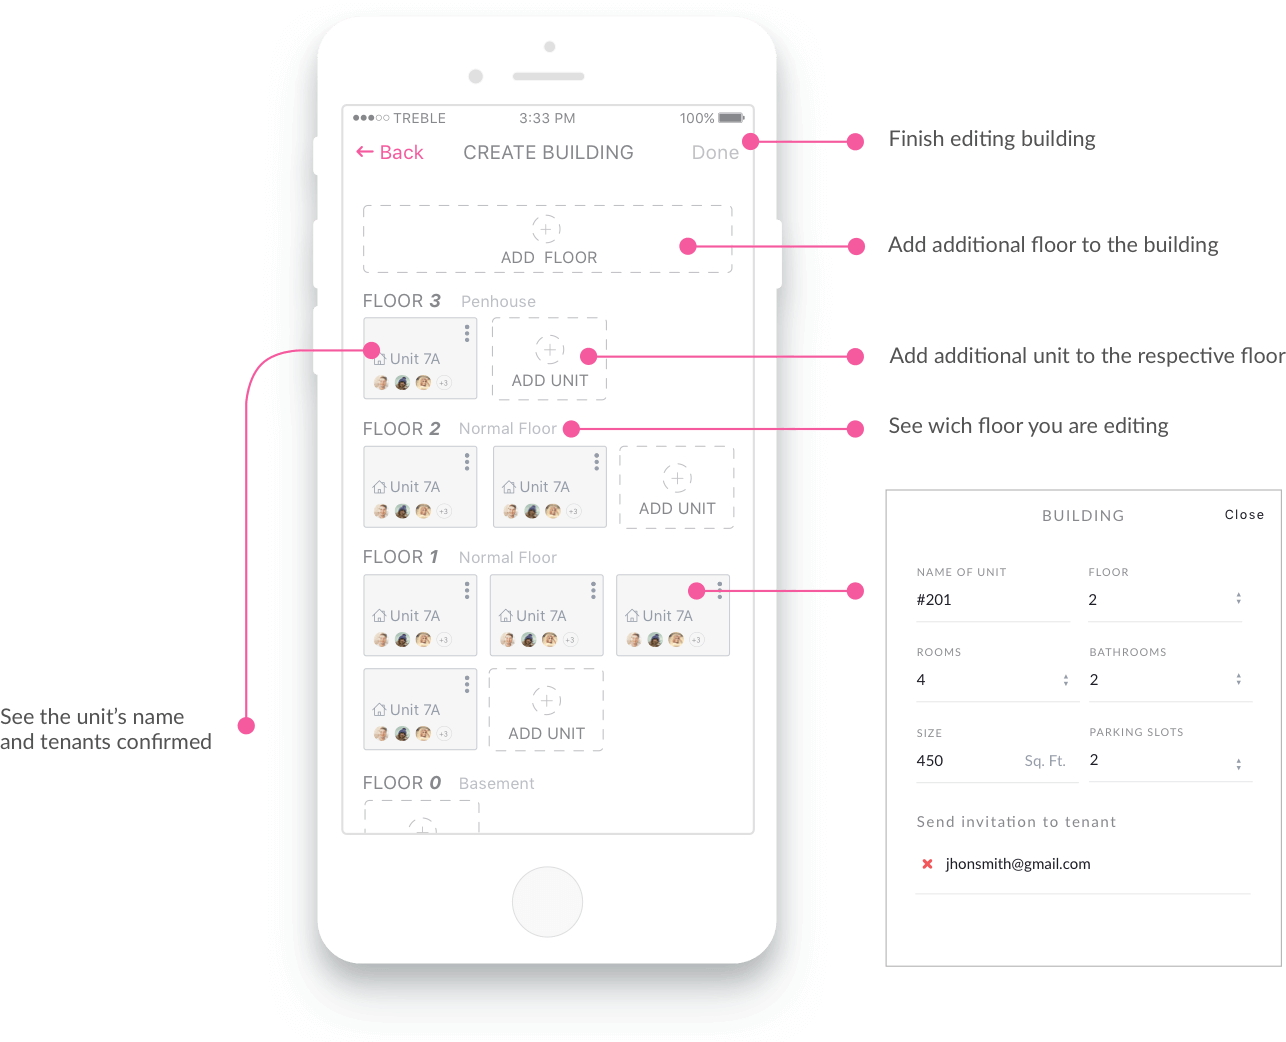 TREBLE 3:33 PM 100%
Back CREATE BUILDING Done
ADD FLOOR
FLOOR 3 Penhouse
Unit 7A
+3
ADD UNIT
FLOOR 2 Normal Floor
Unit 7A
+3
Unit 7A
+3
ADD UNIT
FLOOR 1 Normal Floor
Unit 7A
+3
Unit 7A
+3
Unit 7A
+3
Unit 7A
+3
ADD UNIT
FLOOR 0 Basement
Finish editing building
Add additional floor to the building
Add additional unit to the respective floor
See wich floor you are editing
See the unit's name
and tenants confirmed
BUILDING Close
NAME OF UNIT FLOOR
#201 2
ROOMS BATHROOMS
4 2
SIZE PARKING SLOTS
450 Sq. Ft. 2
Send invitation to tenant
jhonsmith@gmail.com